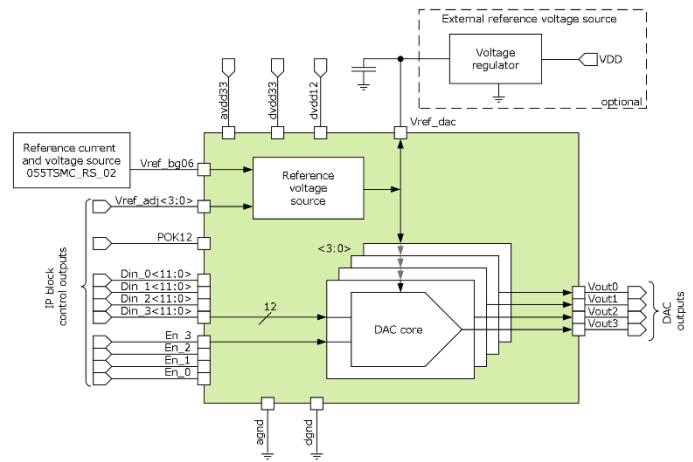 External reference voltage source
Voltage
regulator
VDD
optional
avdd33
dvdd33
dvdd12
Vref_dac
Reference current
and voltage source
055TSMC_RS_02
Vref_bg06
Reference
voltage
source
Vref_adj<3:0>
POK12
<3:0>
IP block
control outputs
Din_0<11:0>
Din_1<11:0>
Din_2<11:0>
Din_3<11:0>
12
DAC core
Vout0
Vout1
Vout2
Vout3
DAC
outputs
En_3
En_2
En_1
En_0
agnd
dgnd